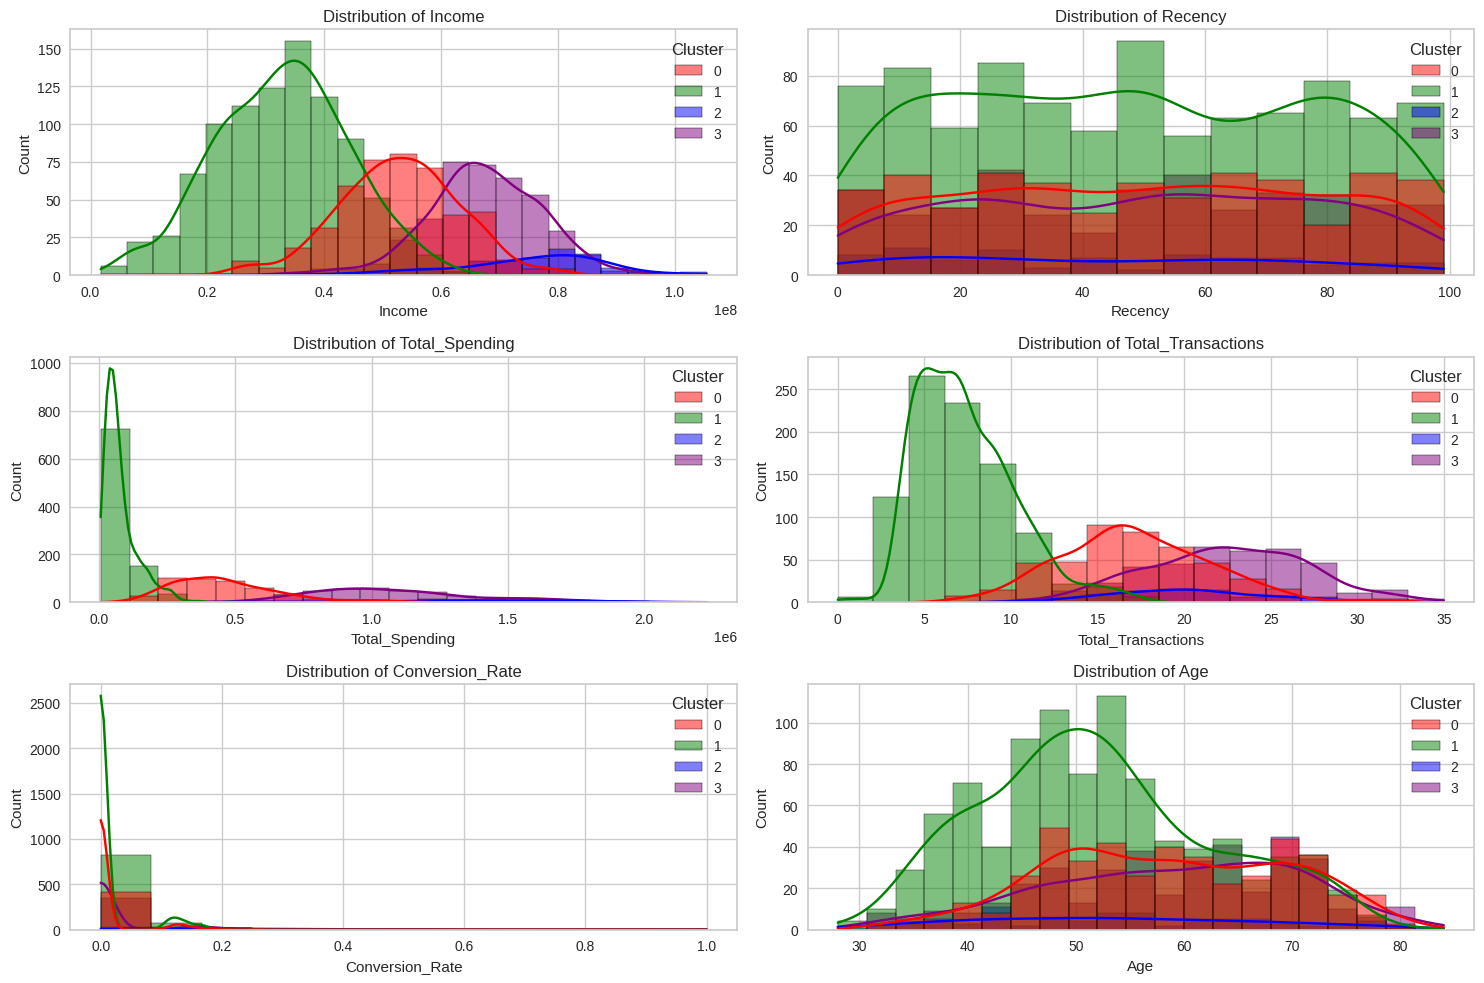 Distribution of Income
Count
150
125
100
75
50
25
0
0.0 0.2 0.4 0.6 0.8 1.0
1e8
Income
Cluster
0
1
2
3
Distribution of Recency
Count
80
60
40
20
0
0 20 40 60 80 100
Recency
Cluster
0
1
2
3
Distribution of Total_Spending
Count
1000
800
600
400
200
0
0.0 0.5 1.0 1.5 2.0
1e6
Total_Spending
Cluster
0
1
2
3
Distribution of Total_Transactions
Count
250
200
150
100
50
0
0 5 10 15 20 25 30 35
Total_Transactions
Cluster
0
1
2
3
Distribution of Conversion_Rate
Count
2500
2000
1500
1000
500
0
0.0 0.2 0.4 0.6 0.8 1.0
Conversion_Rate
Cluster
0
1
2
3
Distribution of Age
Count
100
80
60
40
20
0
30 40 50 60 70 80
Age
Cluster
0
1
2
3